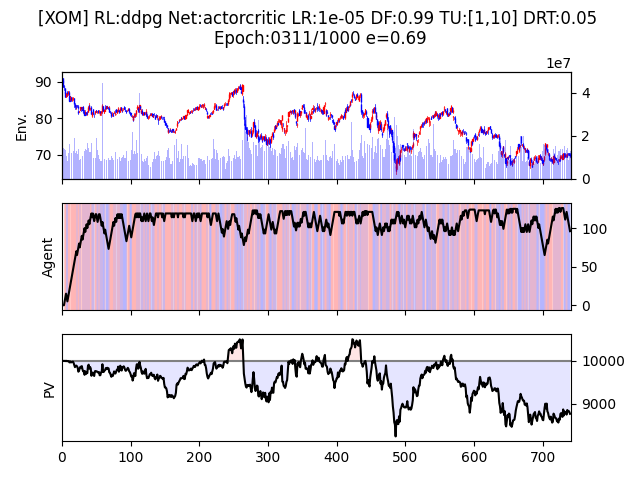 [XOM] RL:ddpg Net:actorcritic LR:1e-05 DF:0.99 TU:[1,10] DRT:0.05
Epoch:0311/1000 e=0.69
1e7
90
80
70
Env.
4
2
0
Agent
100
50
0
PV
10000
9000
0 100 200 300 400 500 600 700